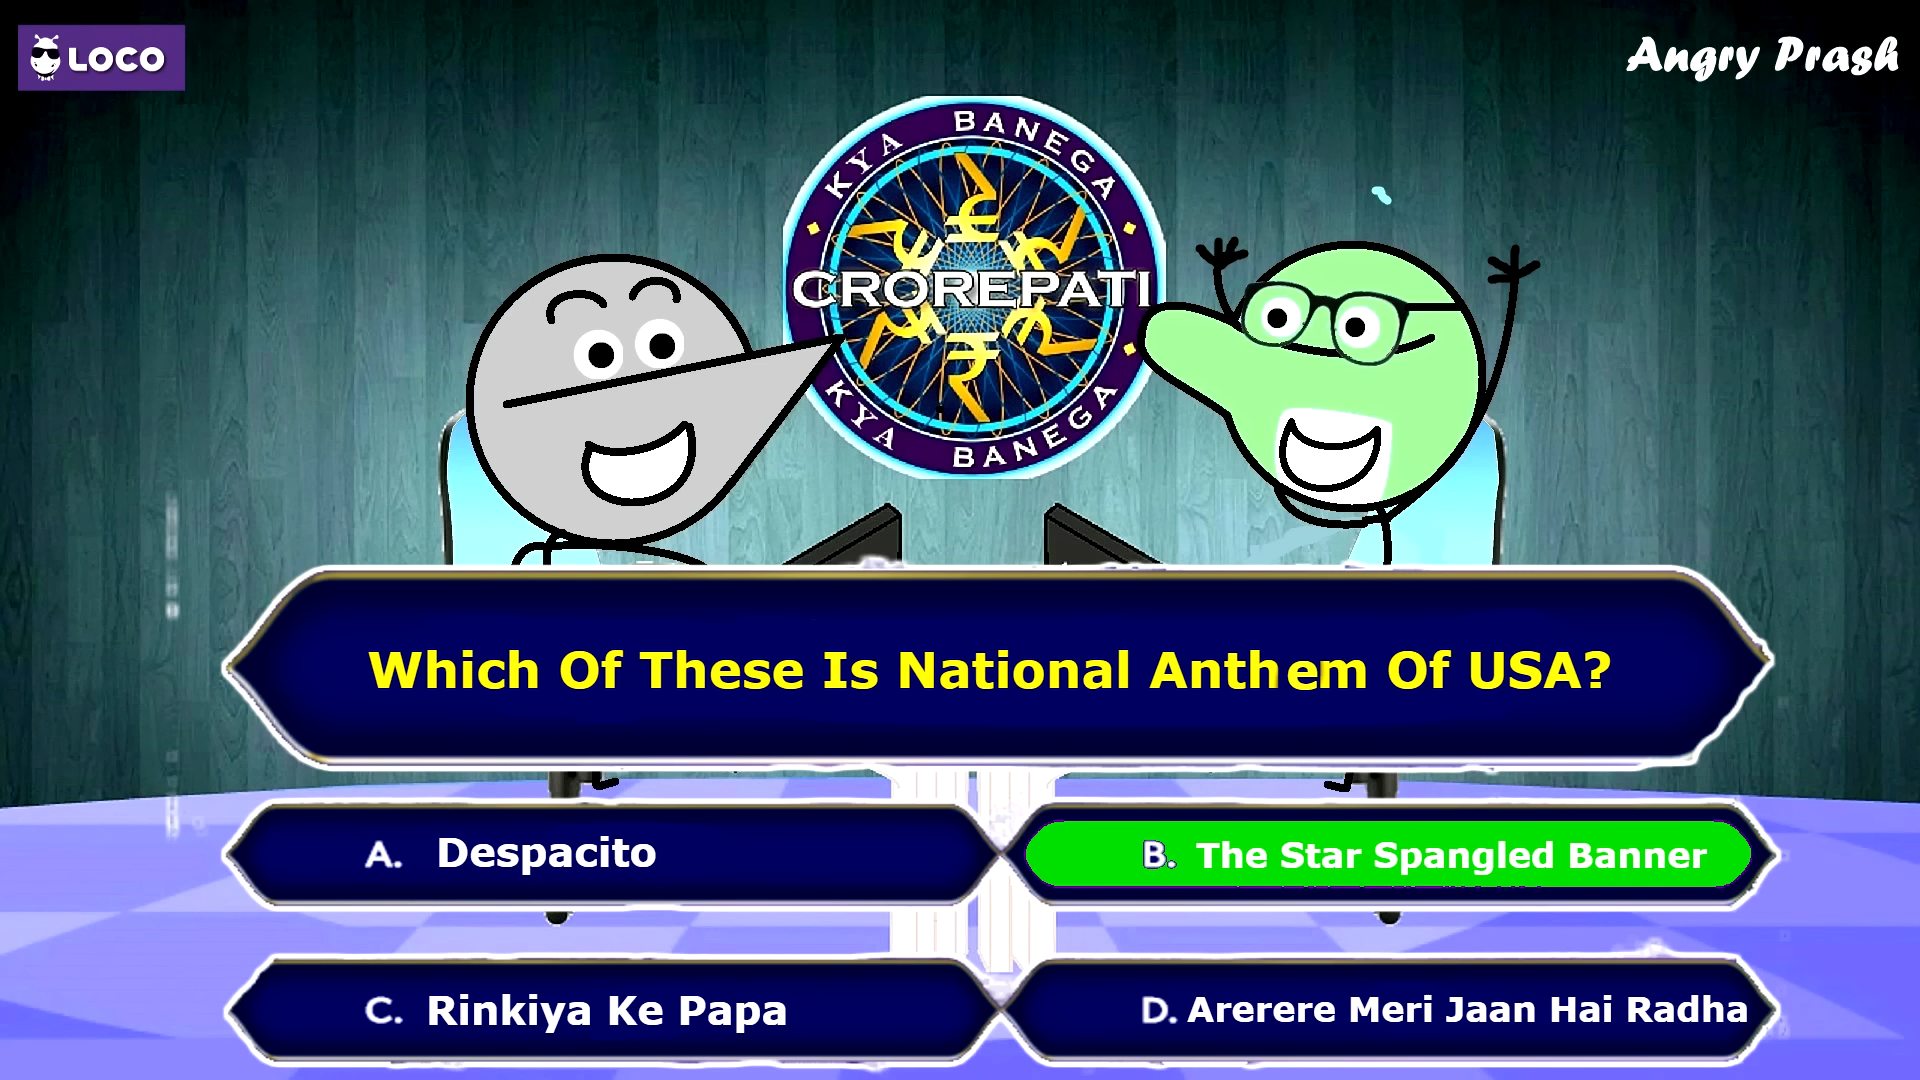 LOCO
Angry Prash
KYA BANEGA
CROREPATI
KYA BANEGA
Which Of These Is National Anthem Of USA?
A. Despacito
B. The Star Spangled Banner
C. Rinkiya Ke Papa
D. Arerere Meri Jaan Hai Radha